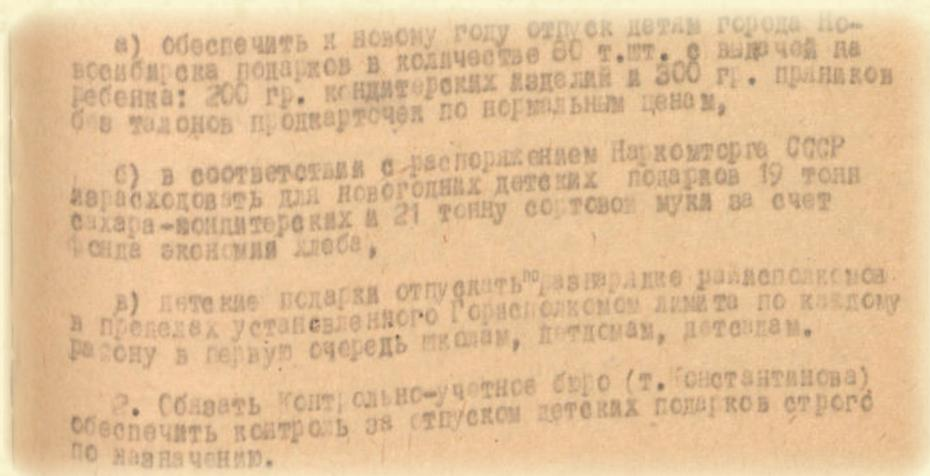 а) обеспечить к новому году отпуск детям города Но-
восибирска подарков в количестве 80 т.шт. с выдачей на
ребенка: 200 гр. кондитерских изделий и 300 гр. пряников
без талонов продкарточек по нормальным ценам,
б) в соответствии с распоряжением Наркомторга СССР
израсходовать для новогодних детских подарков 19 тонн
сахара-кондитерских и 21 тонну сортовой муки за счет
фонда экономии хлеба,
в) детские подарки отпускать по разнарядке райисполкомов
в пределах установленного Горисполкомом лимита по каждому
району в первую очередь школам, детдомам, детсадам.
2. Обязать Контрольно-учетное бюро (т.Константинова)
обеспечить контроль за отпуском детских подарков строго
по назначению.